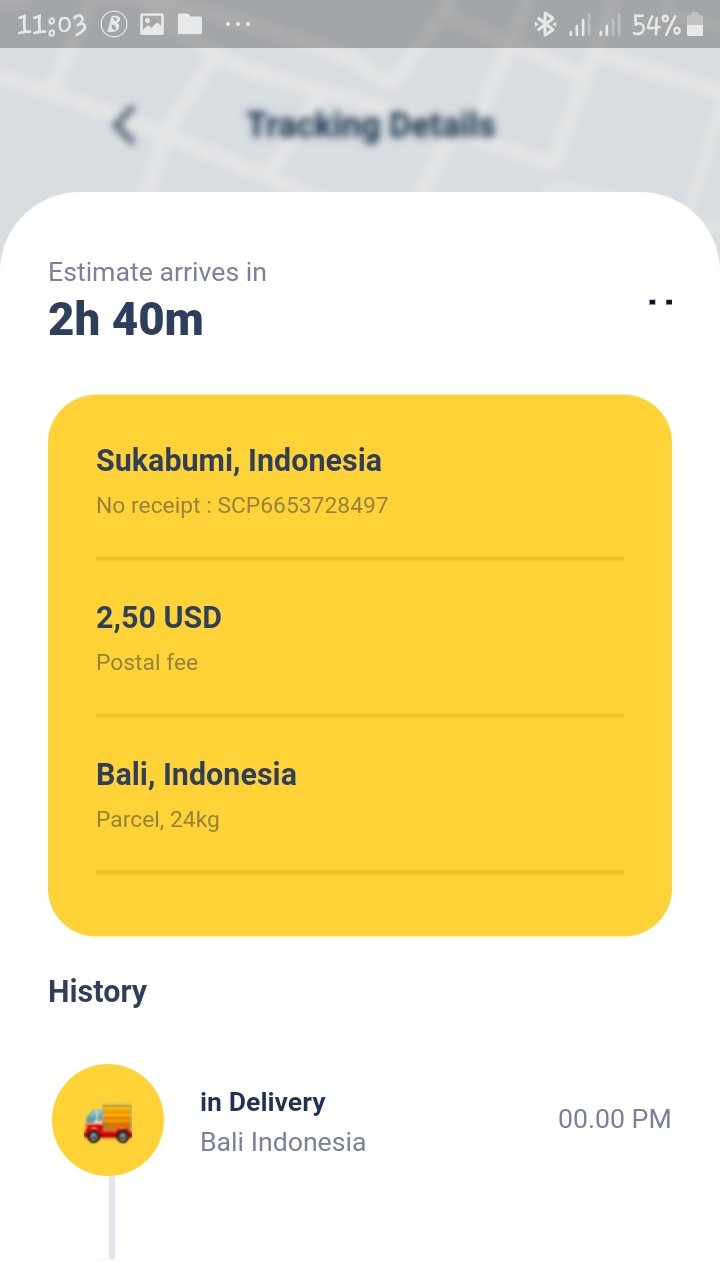 11:03
54%
Tracking Details
Estimate arrives in
2h 40m
Sukabumi, Indonesia
No receipt : SCP6653728497
2,50 USD
Postal fee
Bali, Indonesia
Parcel, 24kg
History
in Delivery
00.00 PM
Bali Indonesia